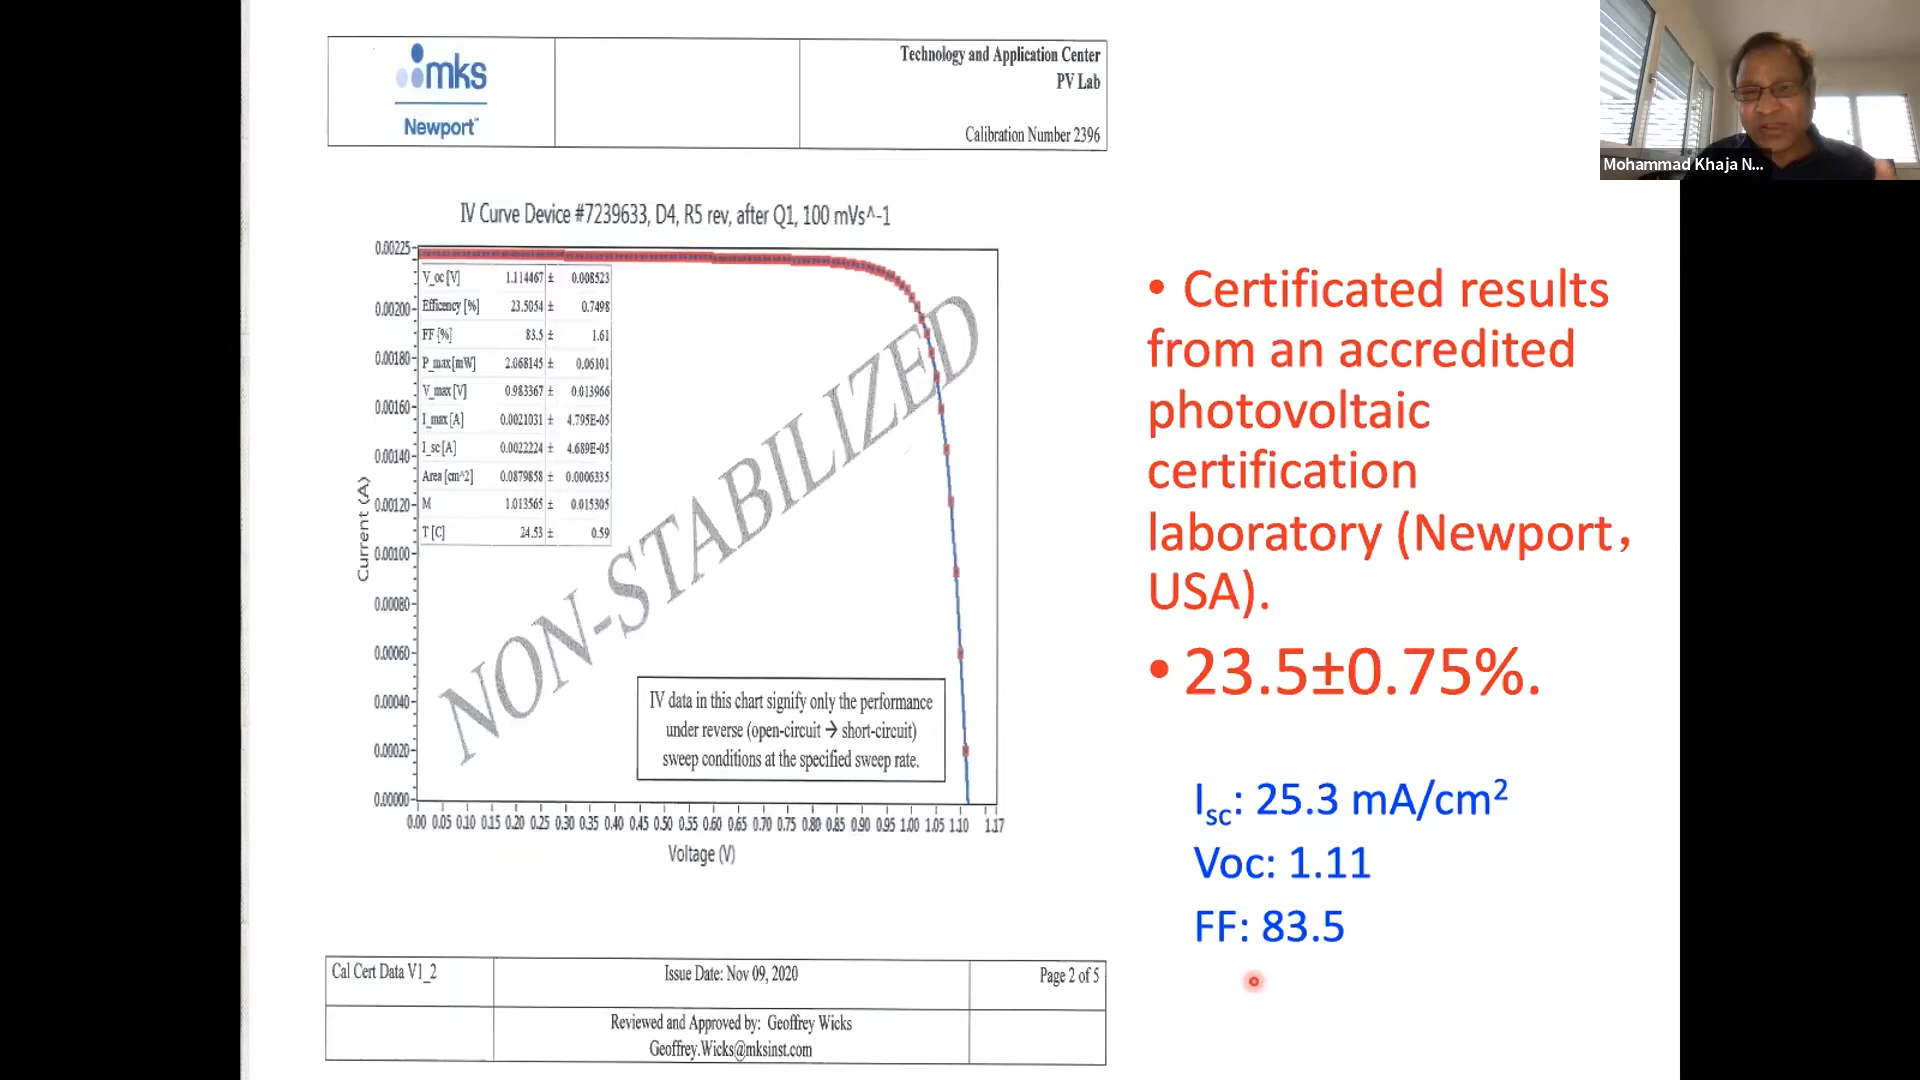 mks
Newport™
Technology and Application Center
PV Lab
Calibration Number 2396
Mohammad Khaja N...
IV Curve Device #7239633, D4, R5 rev, after Q1, 100 mVs^-1
0.00225
0.00200
0.00180
0.00160
0.00140
0.00120
0.00100
0.00080
0.00060
0.00040
0.00020
0.00000
Current (A)
V_oc [V] 1.114467 ± 0.008523
Efficency [%] 23.5054 ± 0.7498
FF [%] 83.5 ± 1.61
P_max [mW] 2.068145 ± 0.06101
V_max [V] 0.983367 ± 0.013966
I_max [A] 0.0021031 ± 4.795E-05
I_sc [A] 0.0022224 ± 4.689E-05
Area [cm^2] 0.0879858 ± 0.0006335
M 1.013565 ± 0.015305
T [C] 24.53 ± 0.59
NON-STABILIZED
IV data in this chart signify only the performance
under reverse (open-circuit → short-circuit)
sweep conditions at the specified sweep rate.
0.00 0.05 0.10 0.15 0.20 0.25 0.30 0.35 0.40 0.45 0.50 0.55 0.60 0.65 0.70 0.75 0.80 0.85 0.90 0.95 1.00 1.05 1.10 1.17
Voltage (V)
• Certificated results
from an accredited
photovoltaic
certification
laboratory (Newport，
USA).
• 23.5±0.75%.
Isc: 25.3 mA/cm²
Voc: 1.11
FF: 83.5
Cal Cert Data V1_2
Issue Date: Nov 09, 2020
Page 2 of 5
Reviewed and Approved by: Geoffrey Wicks
Geoffrey.Wicks@mksinst.com